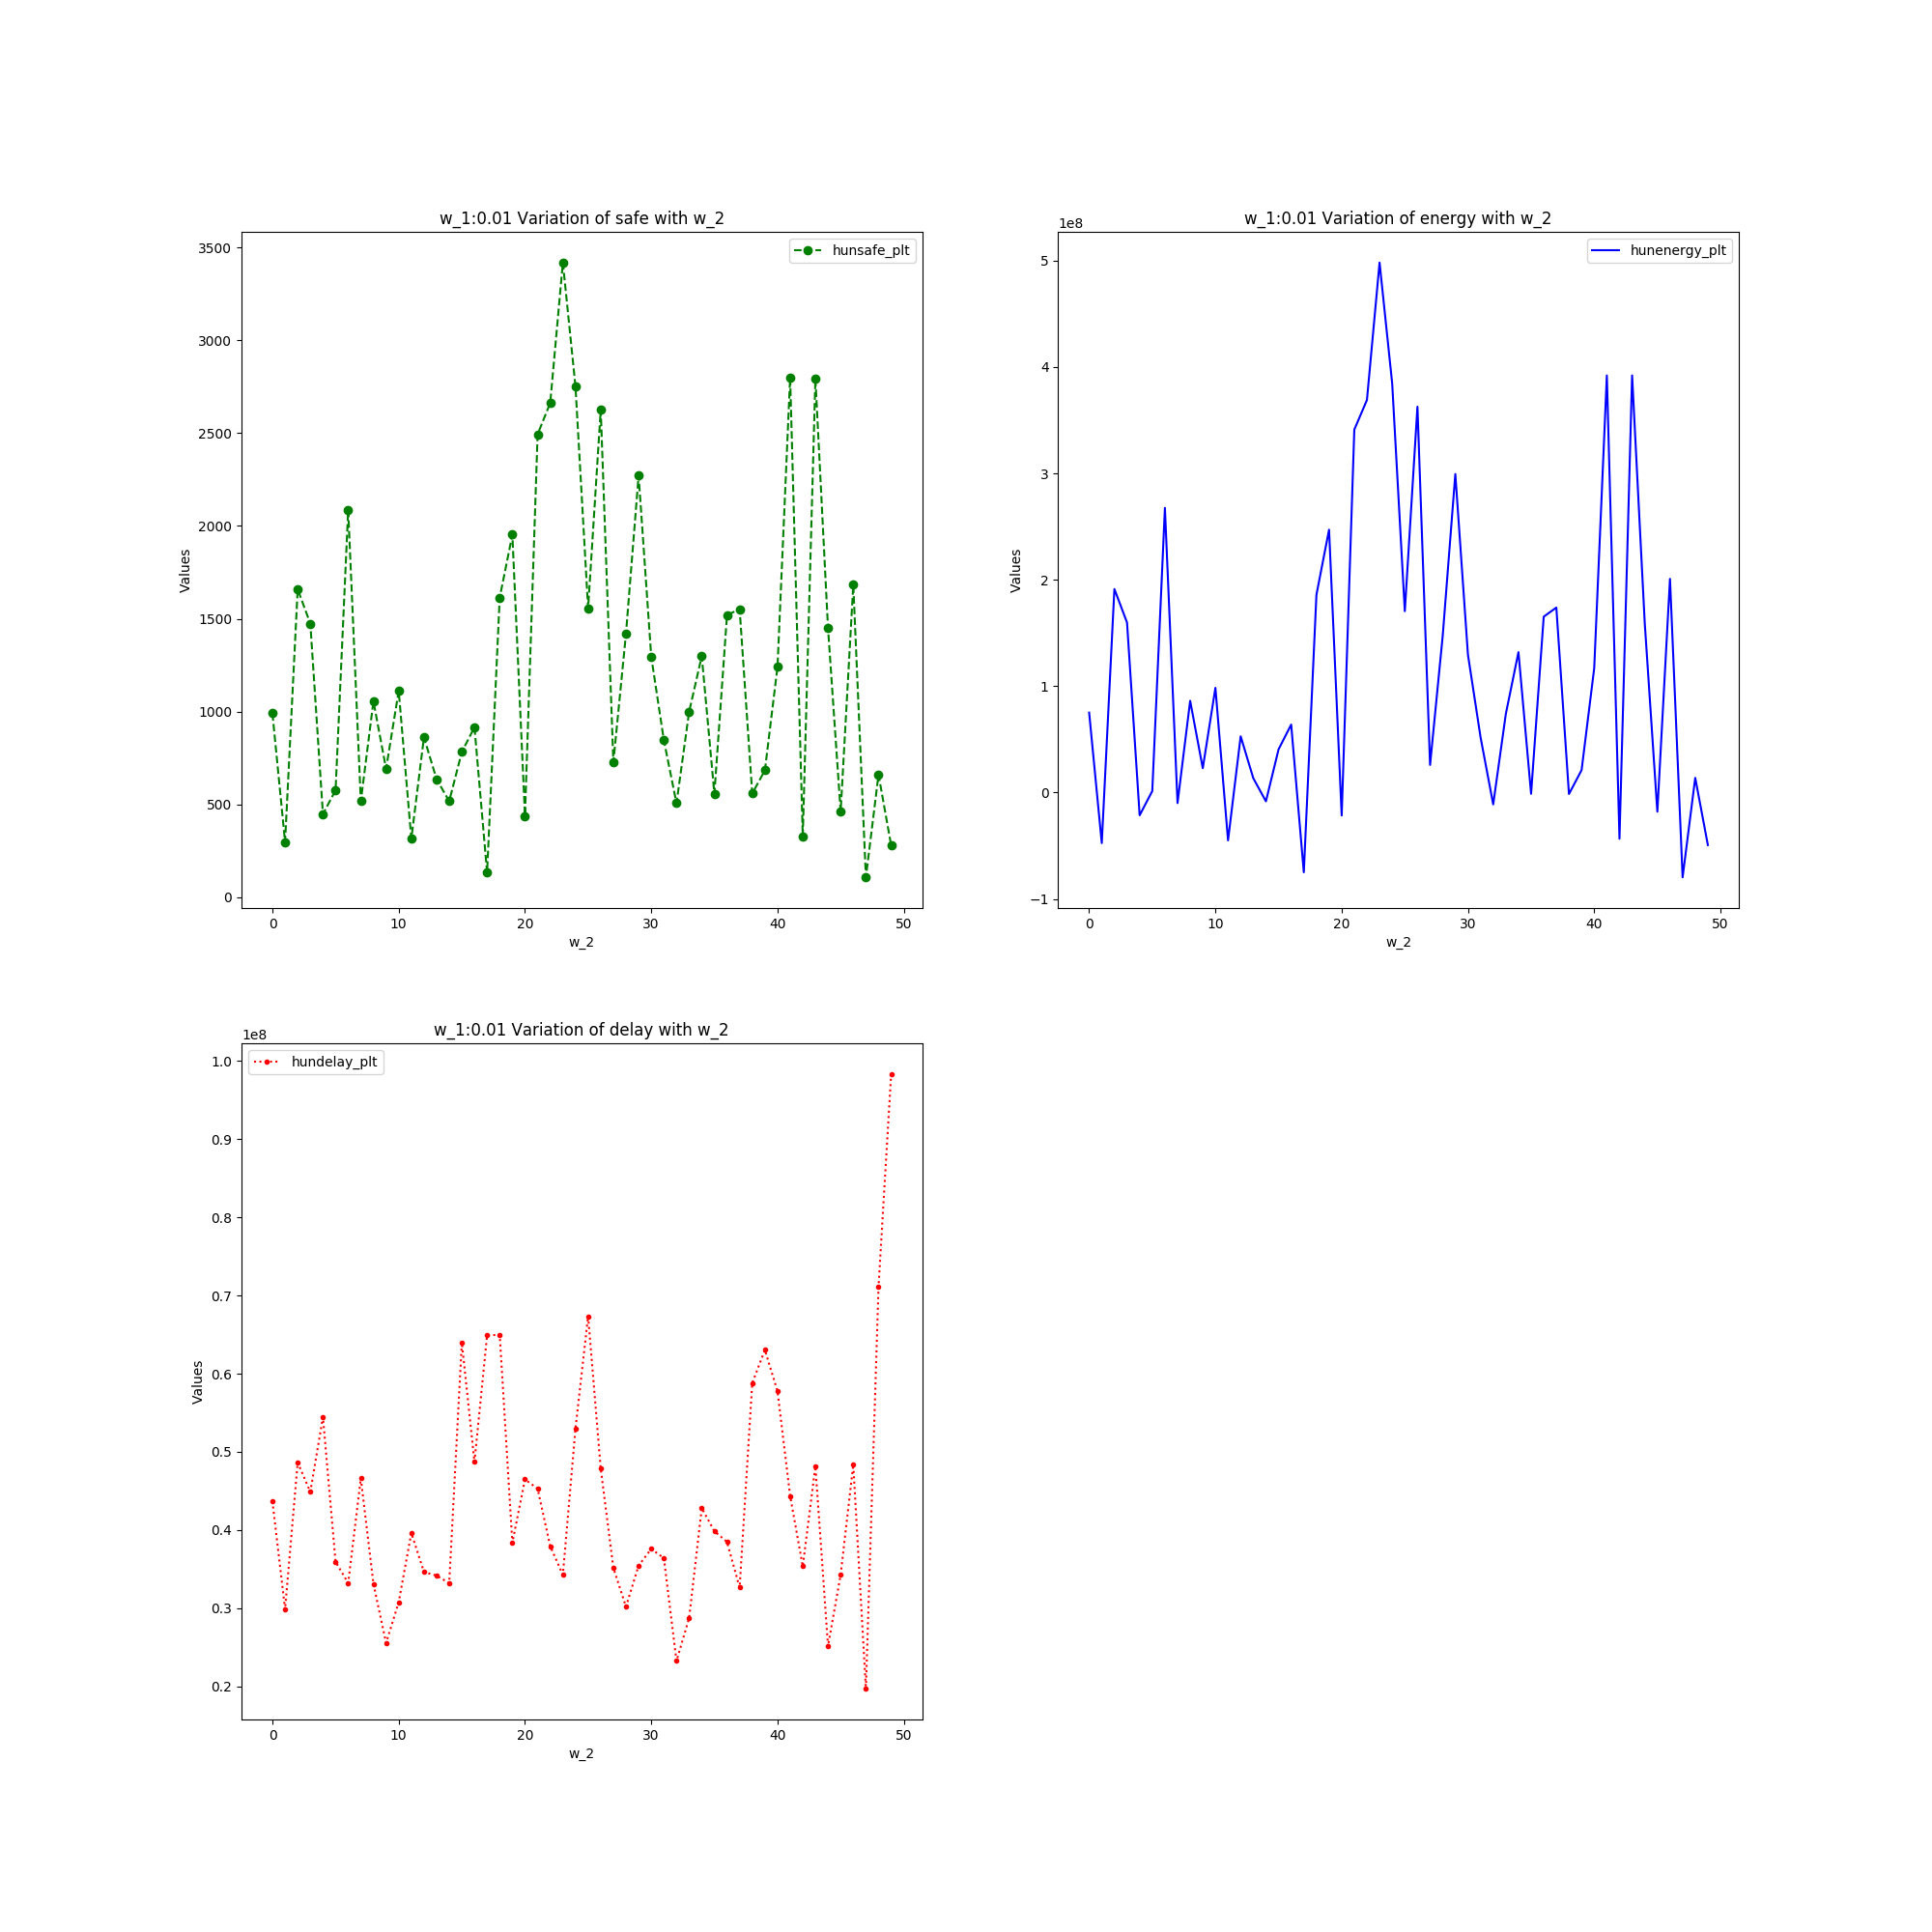 w_1:0.01 Variation of safe with w_2
hunsafe_plt
3500
3000
2500
2000
1500
1000
500
0
Values
0 10 20 30 40 50
w_2
w_1:0.01 Variation of energy with w_2
1e8
hunenergy_plt
5
4
3
2
1
0
−1
Values
0 10 20 30 40 50
w_2
w_1:0.01 Variation of delay with w_2
1e8
hundelay_plt
1.0
0.9
0.8
0.7
0.6
0.5
0.4
0.3
0.2
Values
0 10 20 30 40 50
w_2